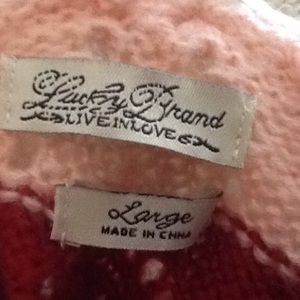 Lucky Brand
LIVE IN LOVE
Large
MADE IN CHINA